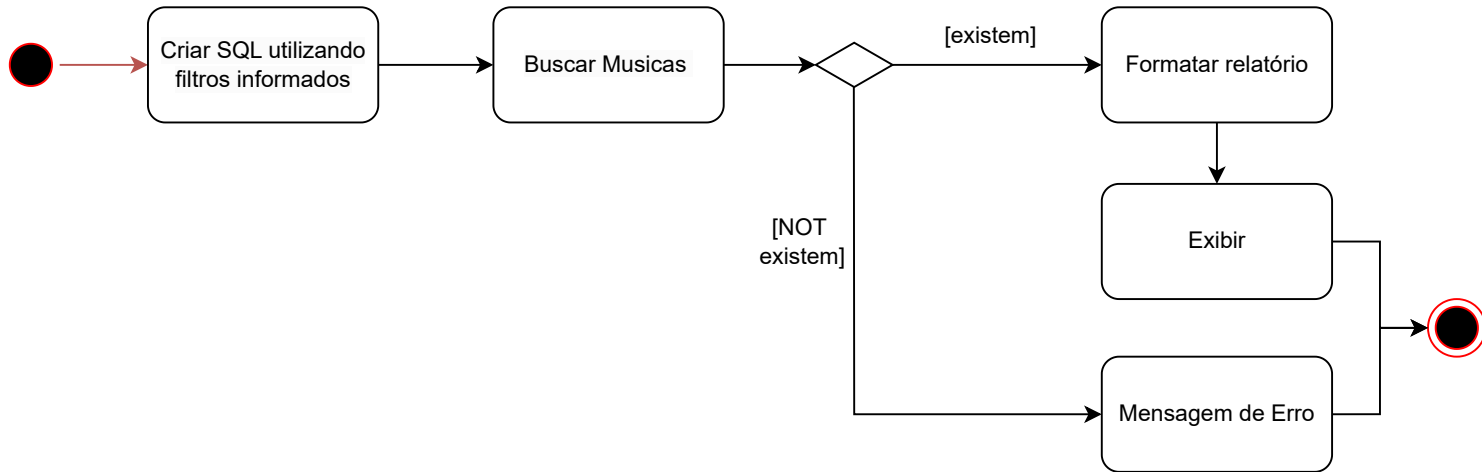 Criar SQL utilizando
filtros informados
Buscar Musicas
[existem]
Formatar relatório
[NOT
existem]
Exibir
Mensagem de Erro